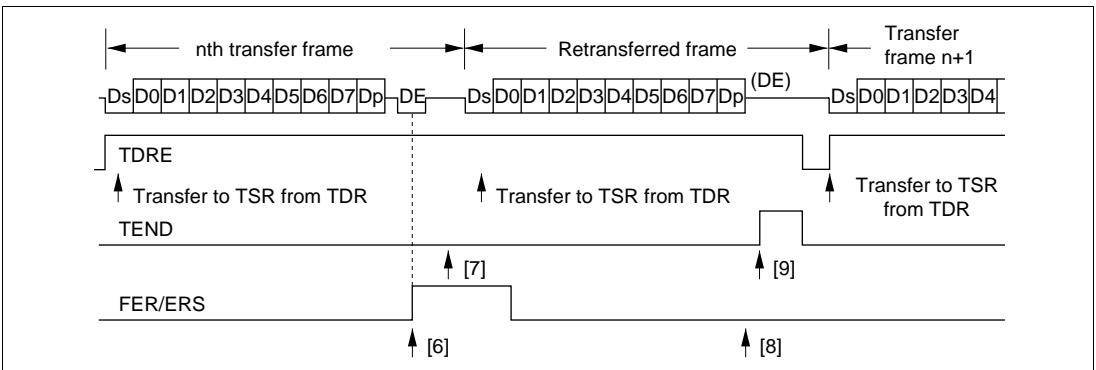 nth transfer frame
Retransferred frame
Transfer
frame n+1
Ds D0 D1 D2 D3 D4 D5 D6 D7 Dp DE
Ds D0 D1 D2 D3 D4 D5 D6 D7 Dp
(DE)
Ds D0 D1 D2 D3 D4
TDRE
Transfer to TSR from TDR
Transfer to TSR from TDR
Transfer to TSR
from TDR
TEND
[7]
[9]
FER/ERS
[6]
[8]